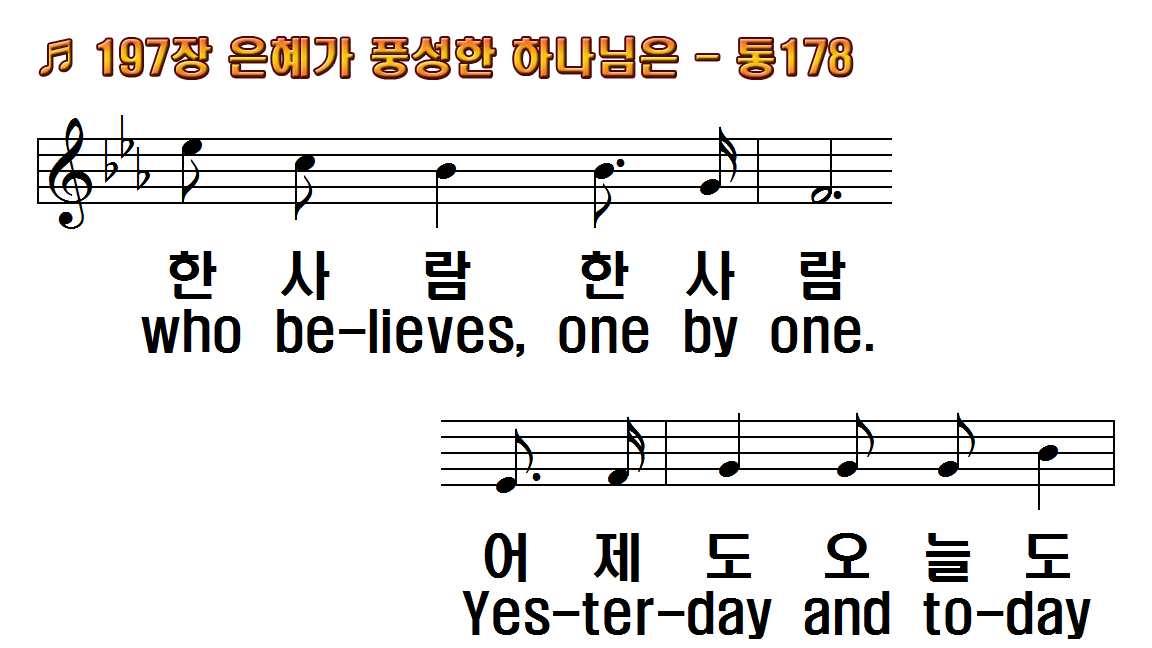 ♬ 197장 은혜가 풍성한 하나님은 - 통178
한 사 람 한 사 람
who be-lieves, one by one.
어 제 도 오 늘 도
Yes-ter-day and to-day